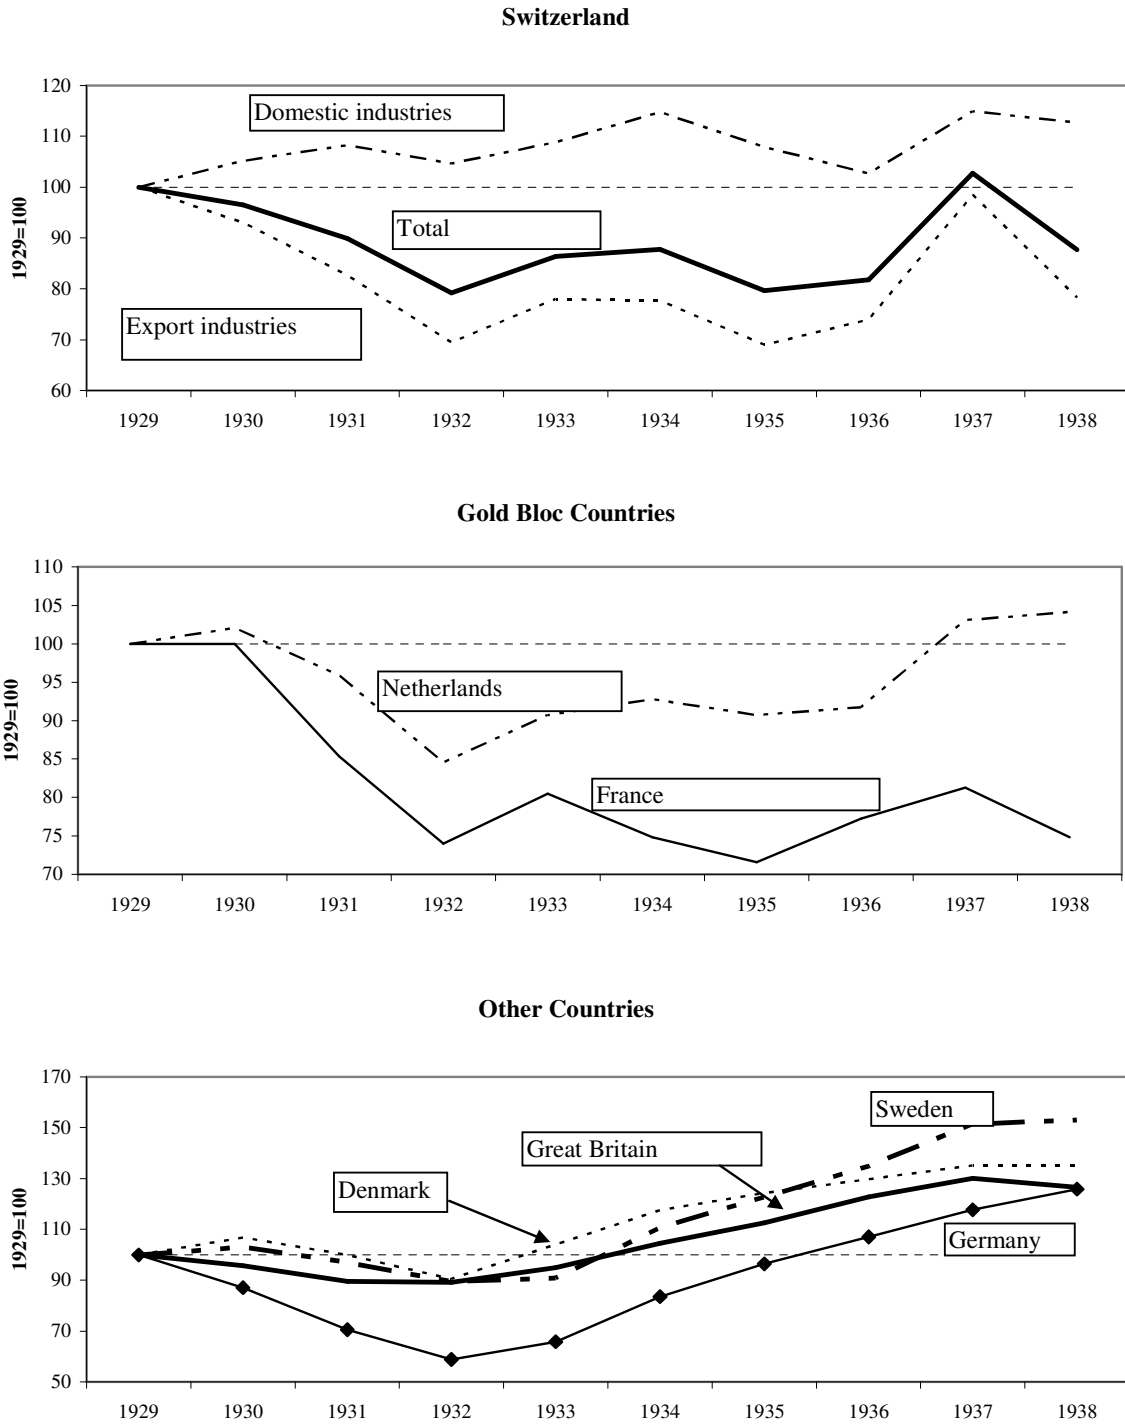 Switzerland
120
Domestic industries
110
100
1929=100
90
Total
80
Export industries
70
60
1929 1930 1931 1932 1933 1934 1935 1936 1937 1938
Gold Bloc Countries
110
105
100
95
Netherlands
1929=100
90
85
80
France
75
70
1929 1930 1931 1932 1933 1934 1935 1936 1937 1938
Other Countries
170
Sweden
150
Great Britain
130
Denmark
1929=100
110
Germany
90
70
50
1929 1930 1931 1932 1933 1934 1935 1936 1937 1938